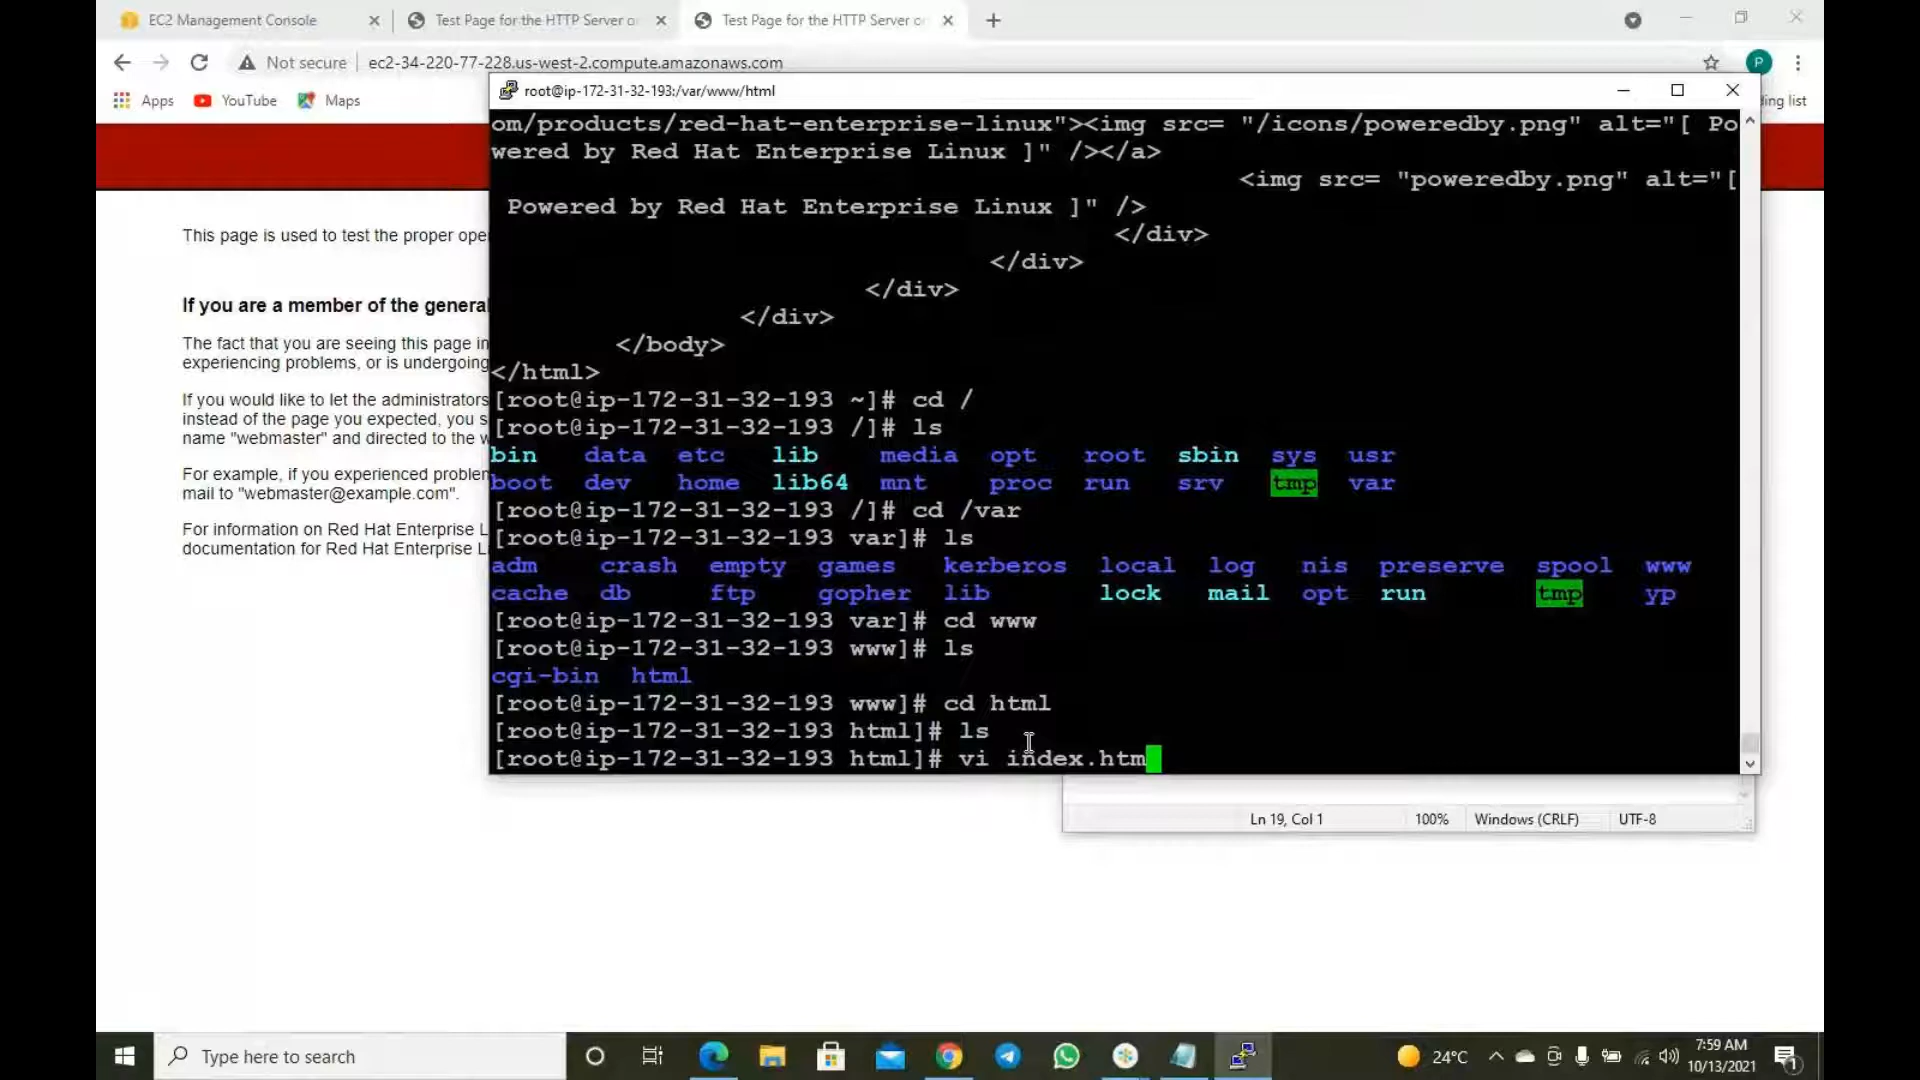 EC2 Management Console
Test Page for the HTTP Server o
Test Page for the HTTP Server o
Not secure
ec2-34-220-77-228.us-west-2.compute.amazonaws.com
P
Apps
YouTube
Maps
ding list
root@ip-172-31-32-193:/var/www/html
om/products/red-hat-enterprise-linux"><img src= "/icons/poweredby.png" alt="[ Po
wered by Red Hat Enterprise Linux ]" /></a>
<img src= "poweredby.png" alt="[
Powered by Red Hat Enterprise Linux ]" />
</div>
</div>
</div>
</div>
</body>
</html>
[root@ip-172-31-32-193 ~]# cd /
[root@ip-172-31-32-193 /]# ls
bin data etc lib media opt root sbin sys usr
boot dev home lib64 mnt proc run srv tmp var
[root@ip-172-31-32-193 /]# cd /var
[root@ip-172-31-32-193 var]# ls
adm crash empty games kerberos local log nis preserve spool www
cache db ftp gopher lib lock mail opt run tmp yp
[root@ip-172-31-32-193 var]# cd www
[root@ip-172-31-32-193 www]# ls
cgi-bin html
[root@ip-172-31-32-193 www]# cd html
[root@ip-172-31-32-193 html]# ls
[root@ip-172-31-32-193 html]# vi index.htm
This page is used to test the proper ope
If you are a member of the general
The fact that you are seeing this page in
experiencing problems, or is undergoing
If you would like to let the administrators
instead of the page you expected, you s
name "webmaster" and directed to the w
For example, if you experienced problem
mail to "webmaster@example.com".
For information on Red Hat Enterprise L
documentation for Red Hat Enterprise L
Ln 19, Col 1
100%
Windows (CRLF)
UTF-8
Type here to search
24°C
7:59 AM
10/13/2021
1